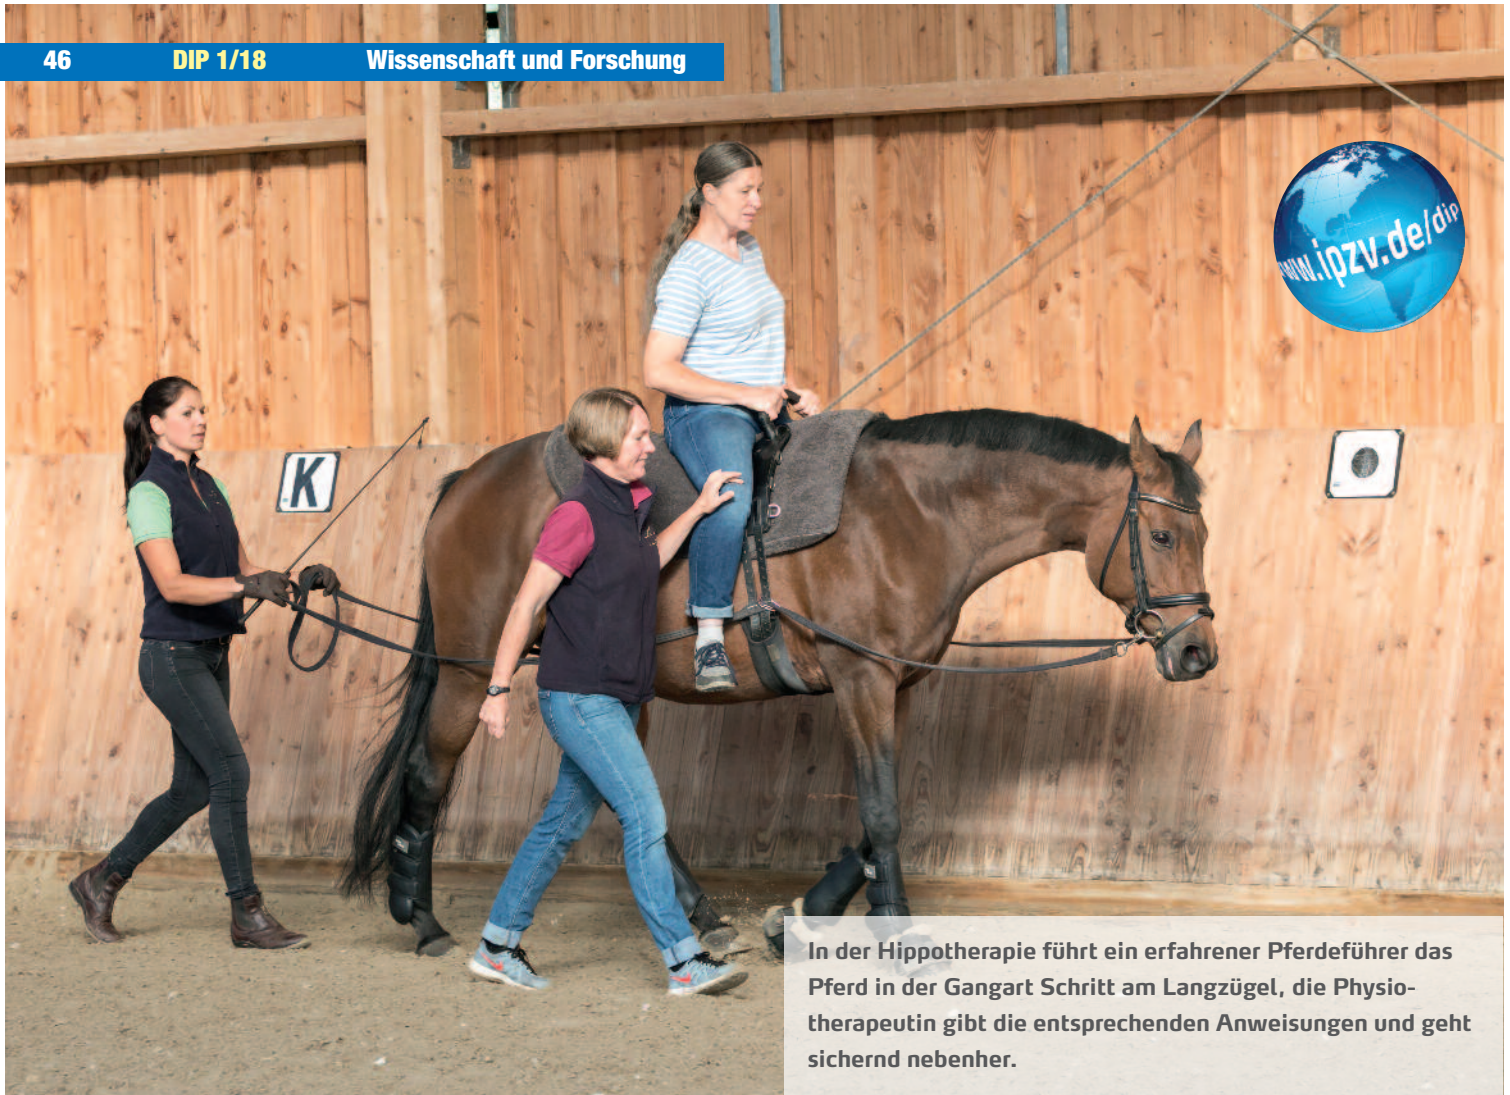 46 DIP 1/18 Wissenschaft und Forschung
www.ipzv.de/dip
K
In der Hippotherapie führt ein erfahrener Pferdeführer das
Pferd in der Gangart Schritt am Langzügel, die Physio-
therapeutin gibt die entsprechenden Anweisungen und geht
sichernd nebenher.